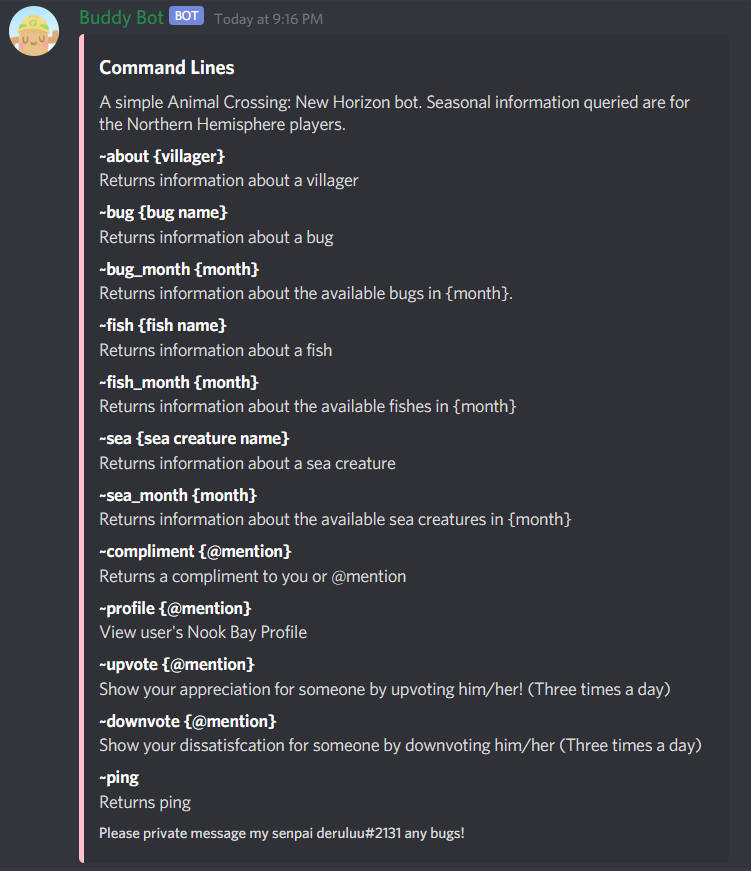 Buddy Bot BOT Today at 9:16 PM
Command Lines
A simple Animal Crossing: New Horizon bot. Seasonal information queried are for
the Northern Hemisphere players.
~about {villager}
Returns information about a villager
~bug {bug name}
Returns information about a bug
~bug_month {month}
Returns information about the available bugs in {month}.
~fish {fish name}
Returns information about a fish
~fish_month {month}
Returns information about the available fishes in {month}
~sea {sea creature name}
Returns information about a sea creature
~sea_month {month}
Returns information about the available sea creatures in {month}
~compliment {@mention}
Returns a compliment to you or @mention
~profile {@mention}
View user's Nook Bay Profile
~upvote {@mention}
Show your appreciation for someone by upvoting him/her! (Three times a day)
~downvote {@mention}
Show your dissatisfcation for someone by downvoting him/her (Three times a day)
~ping
Returns ping
Please private message my senpai deruluu#2131 any bugs!